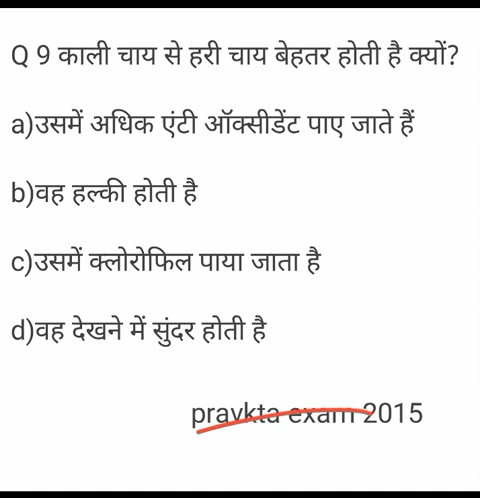 Q 9 काली चाय से हरी चाय बेहतर होती है क्यों?
a)उसमें अधिक एंटी ऑक्सीडेंट पाए जाते हैं
b)वह हल्की होती है
c)उसमें क्लोरोफिल पाया जाता है
d)वह देखने में सुंदर होती है
pravkta exam 2015